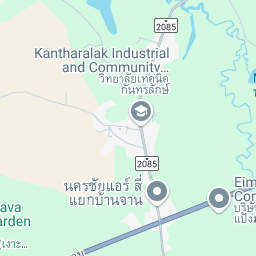 2085
Kantharalak Industrial
and Community...
วิทยาลัยเทคนิค
กันทรลักษ์
2085
นครชัยแอร์ สี่
แยกบ้านจาน
Eim
Con
บริษั
แป้งม
ava
arden
(เงาะ